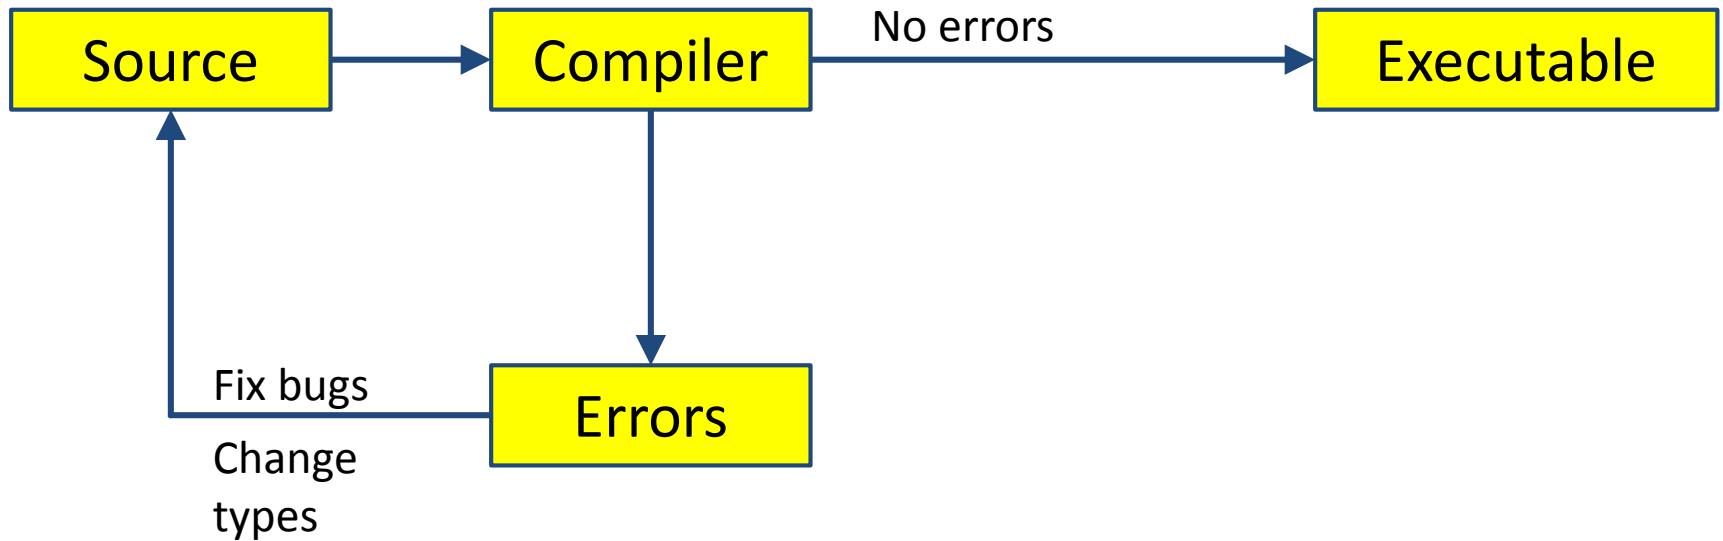 Source
Compiler
No errors
Executable
Fix bugs
Errors
Change
types